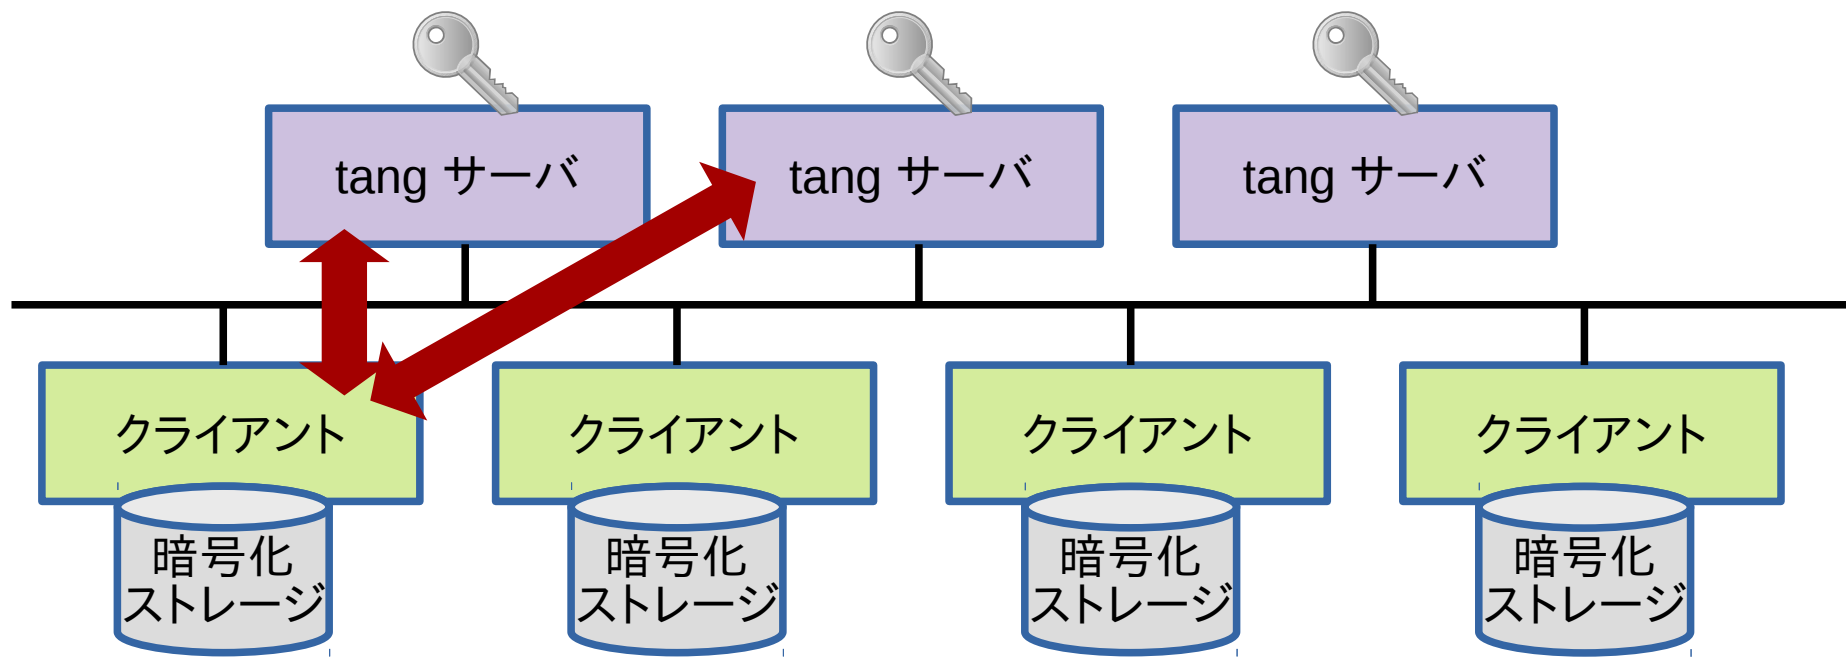 tang サーバ
tang サーバ
tang サーバ
クライアント
クライアント
クライアント
クライアント
暗号化
ストレージ
暗号化
ストレージ
暗号化
ストレージ
暗号化
ストレージ